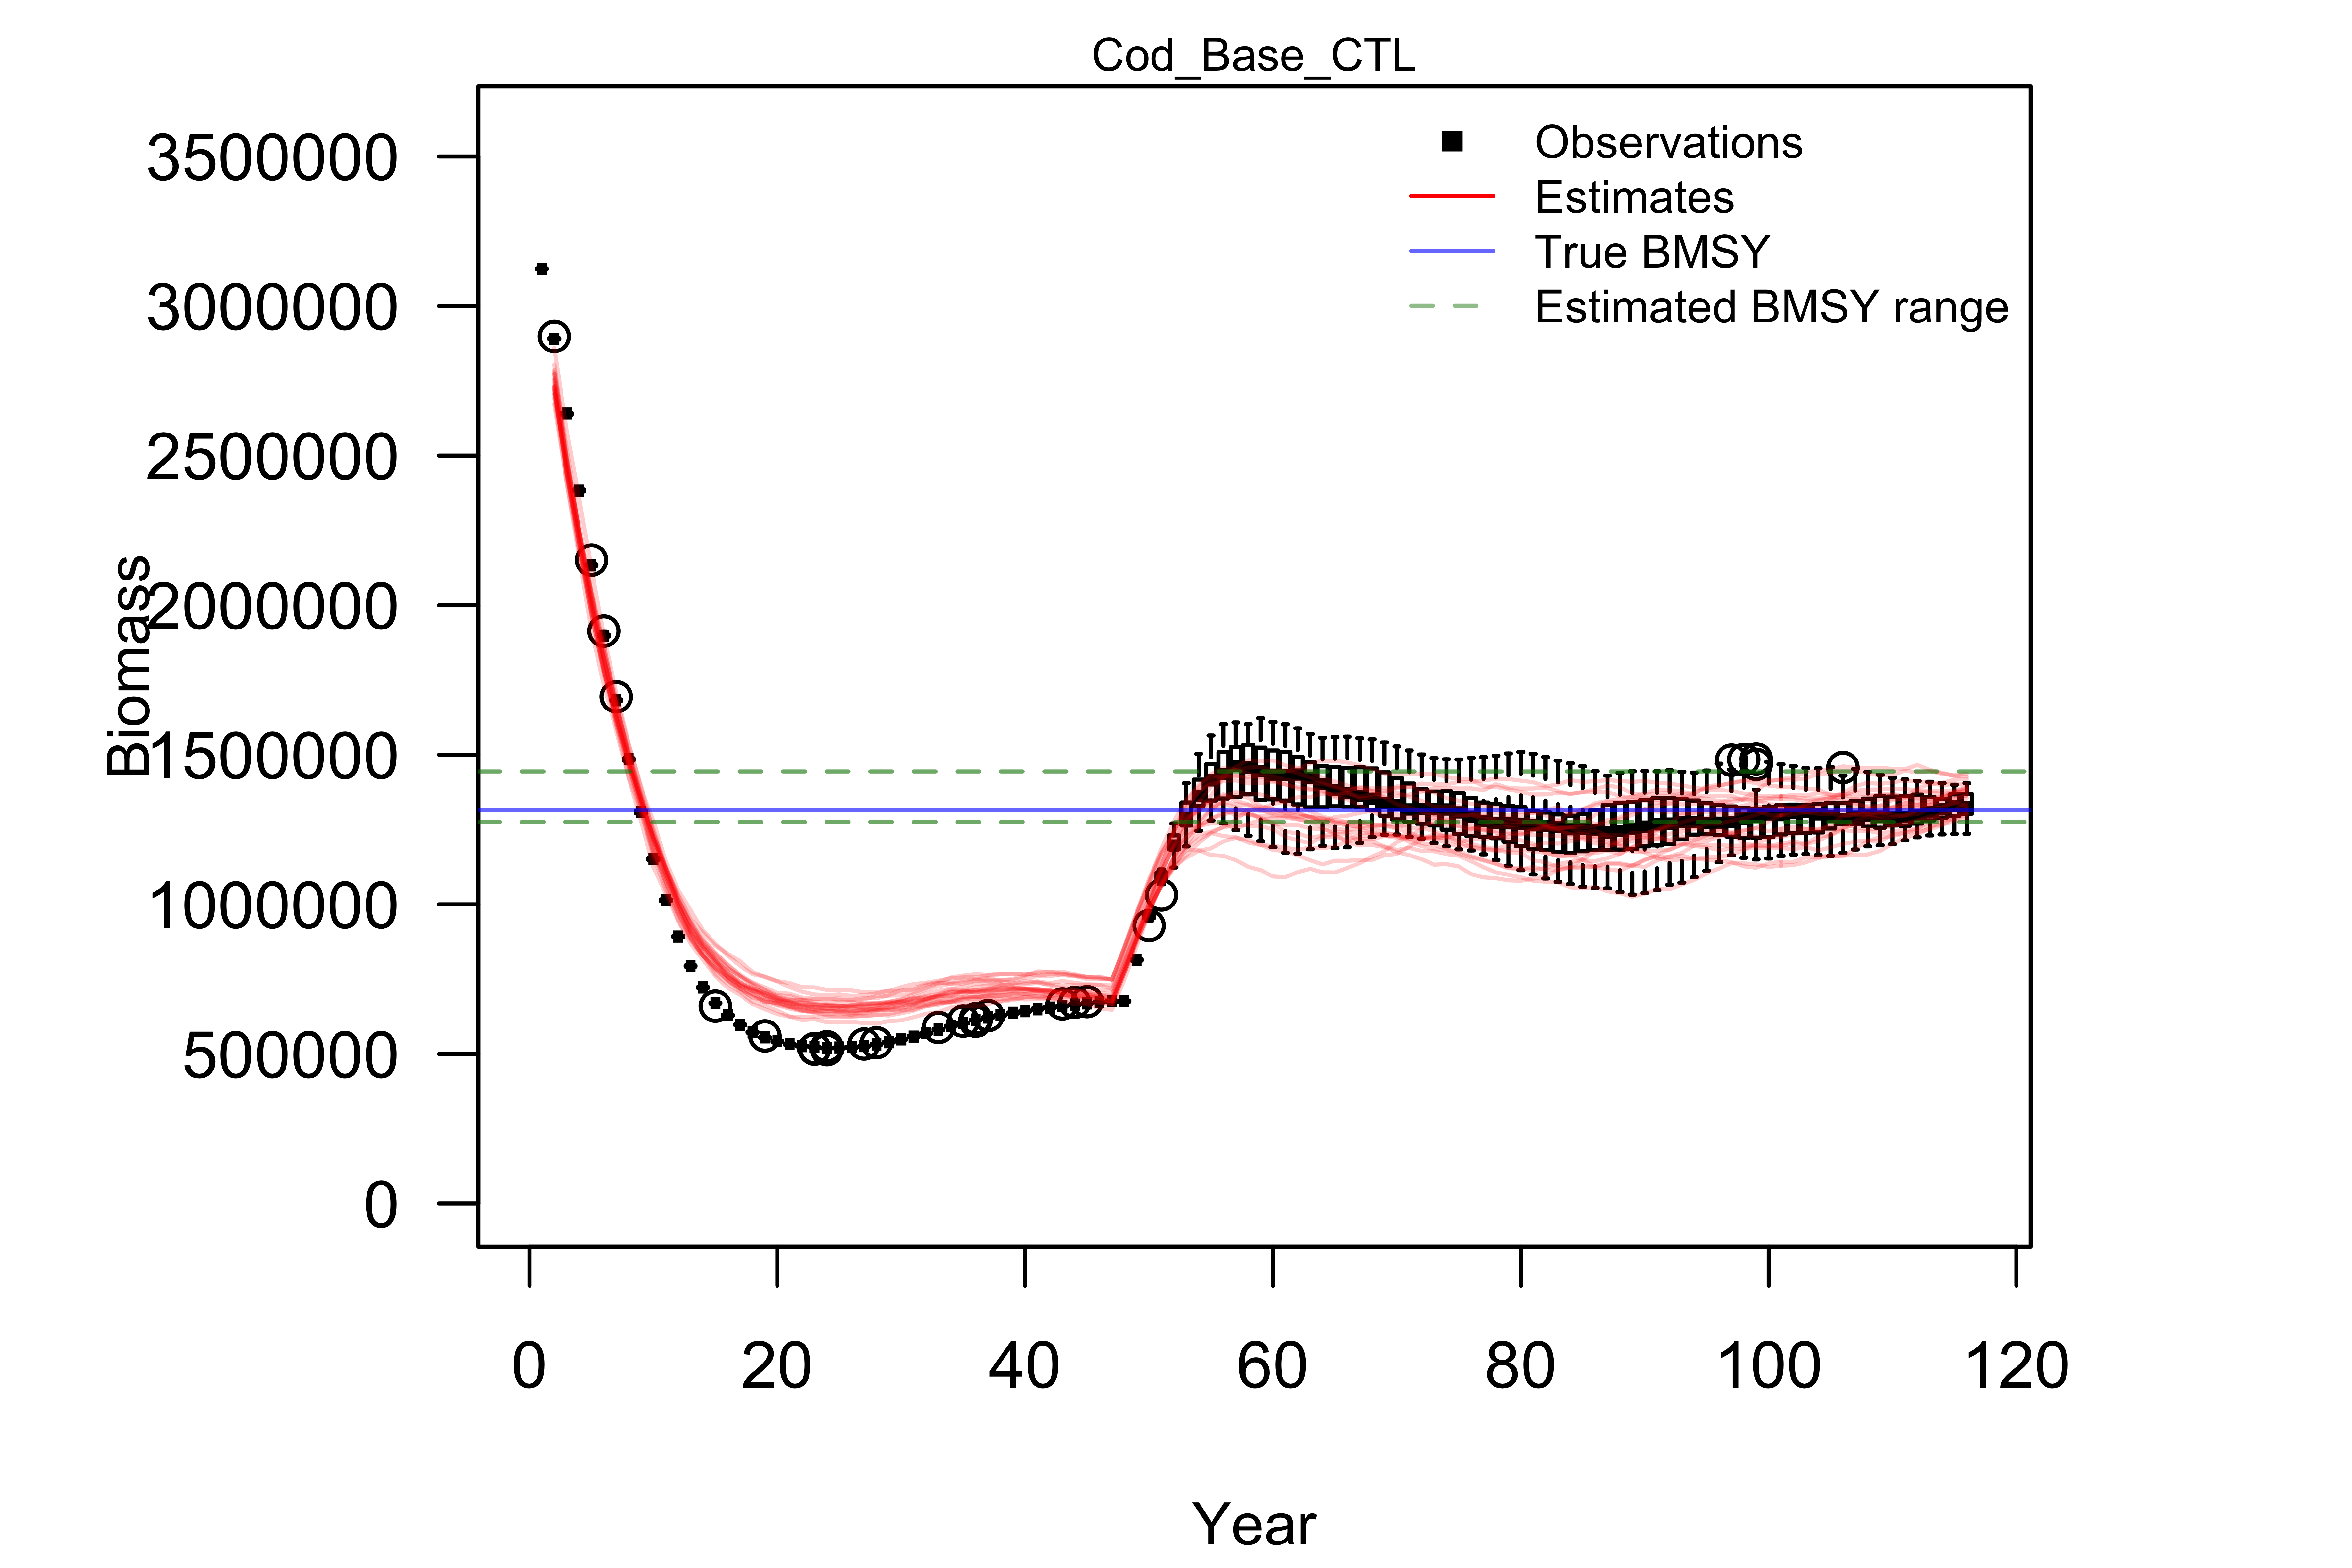 Cod_Base_CTL
Observations
Estimates
True BMSY
Estimated BMSY range
Biomass
3500000
3000000
2500000
2000000
1500000
1000000
500000
0
0 20 40 60 80 100 120
Year